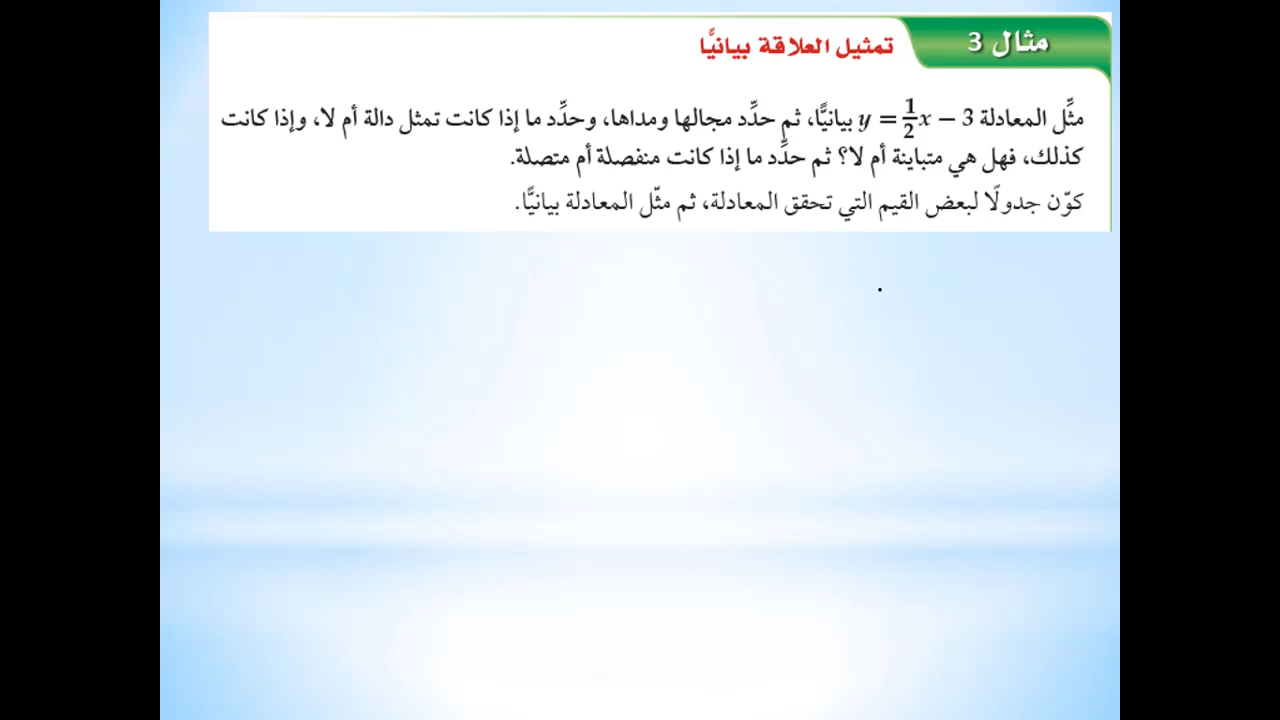 مثال 3
تمثيل العلاقة بيانيًّا
مثِّل المعادلة y = 1/2 x − 3 بيانيًّا، ثم حدِّد مجالها ومداها، وحدِّد ما إذا كانت تمثل دالة أم لا، وإذا كانت
كذلك، فهل هي متباينة أم لا؟ ثم حدِّد ما إذا كانت منفصلة أم متصلة.
كوّن جدولًا لبعض القيم التي تحقق المعادلة، ثم مثّل المعادلة بيانيًّا.